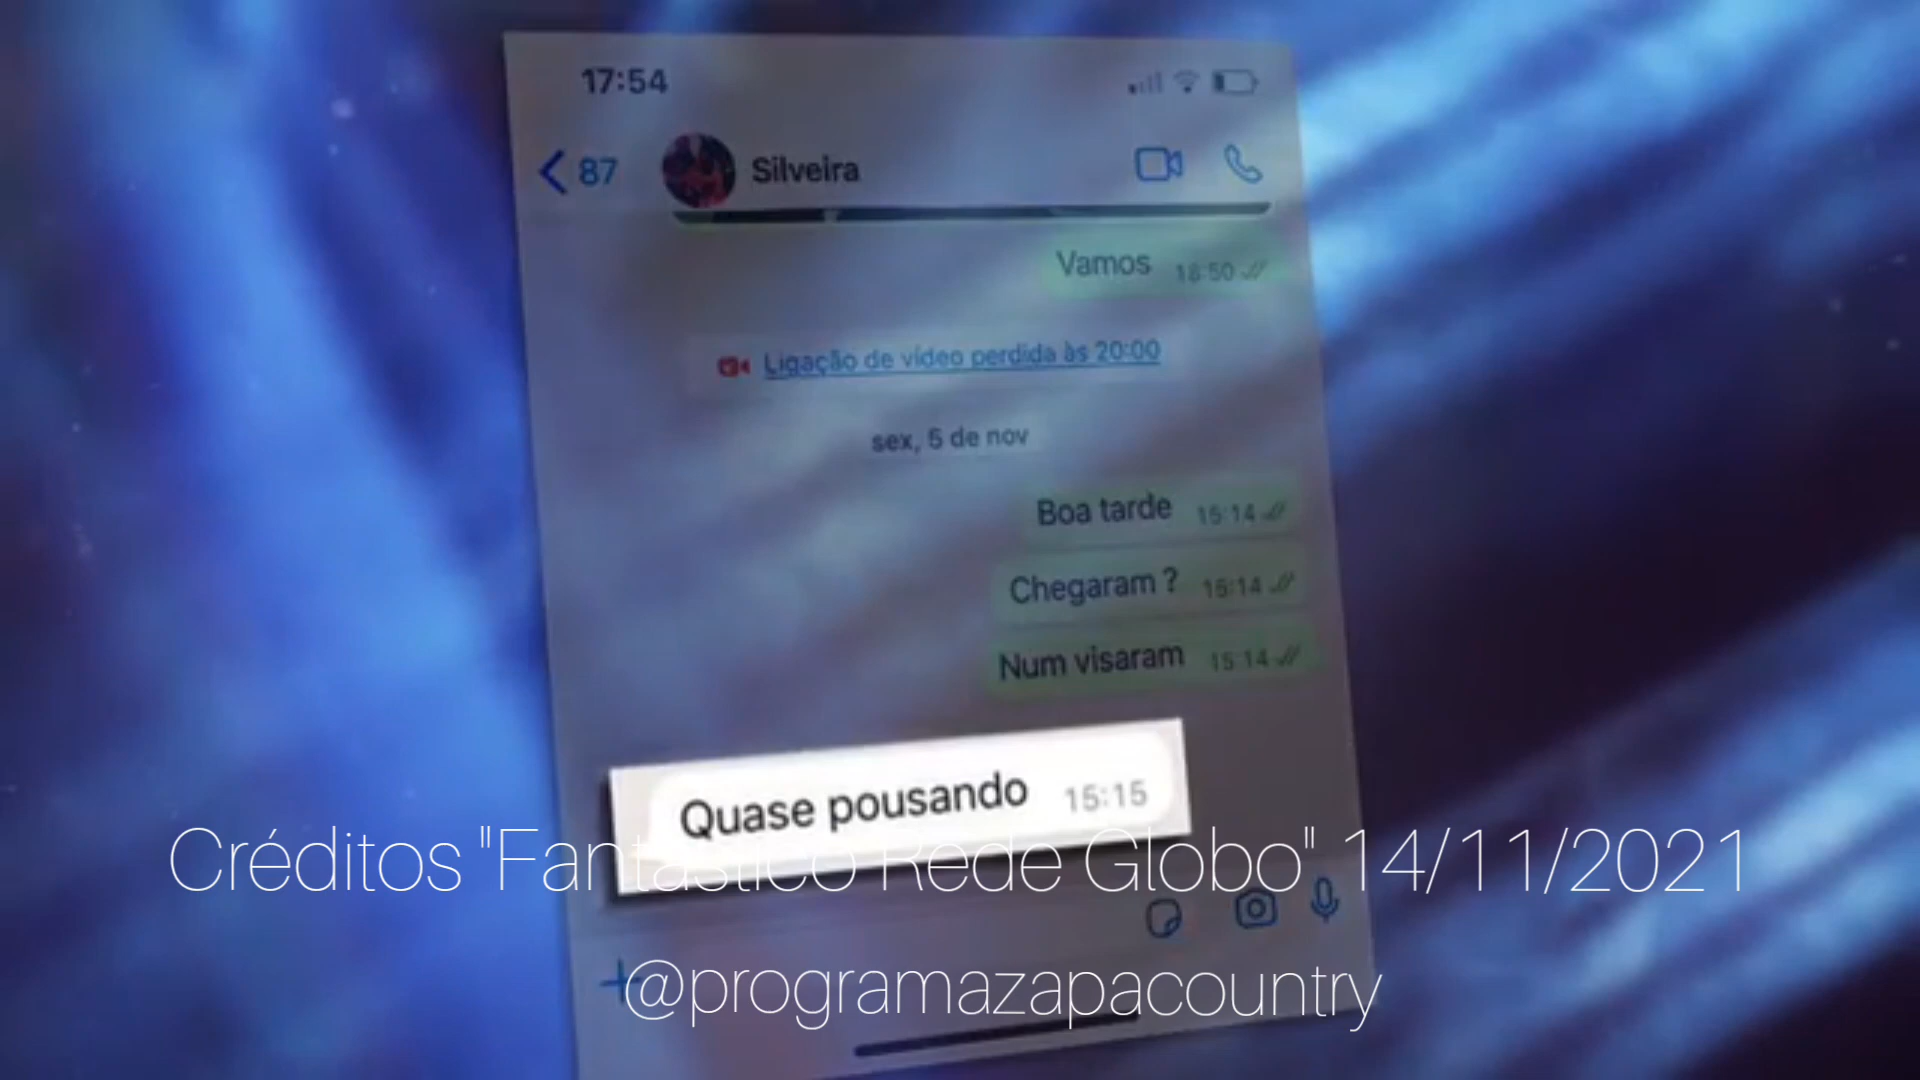 17:54
87
Silveira
Vamos 18:50
Ligação de vídeo perdida às 20:00
sex, 5 de nov
Boa tarde 15:14
Chegaram ? 15:14
Num visaram 15:14
Quase pousando 15:15
Créditos "Fantástico Rede Globo" 14/11/2021
@programazapacountry